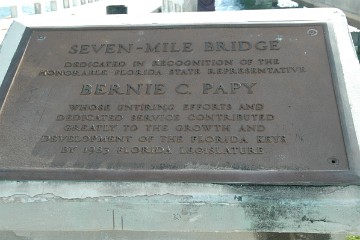 SEVEN-MILE BRIDGE
DEDICATED IN RECOGNITION OF THE
HONORABLE FLORIDA STATE REPRESENTATIVE
BERNIE C. PAPY
WHOSE UNTIRING EFFORTS AND
DEDICATED SERVICE CONTRIBUTED
GREATLY TO THE GROWTH AND
DEVELOPMENT OF THE FLORIDA KEYS
BY FLORIDA LEGISLATURE